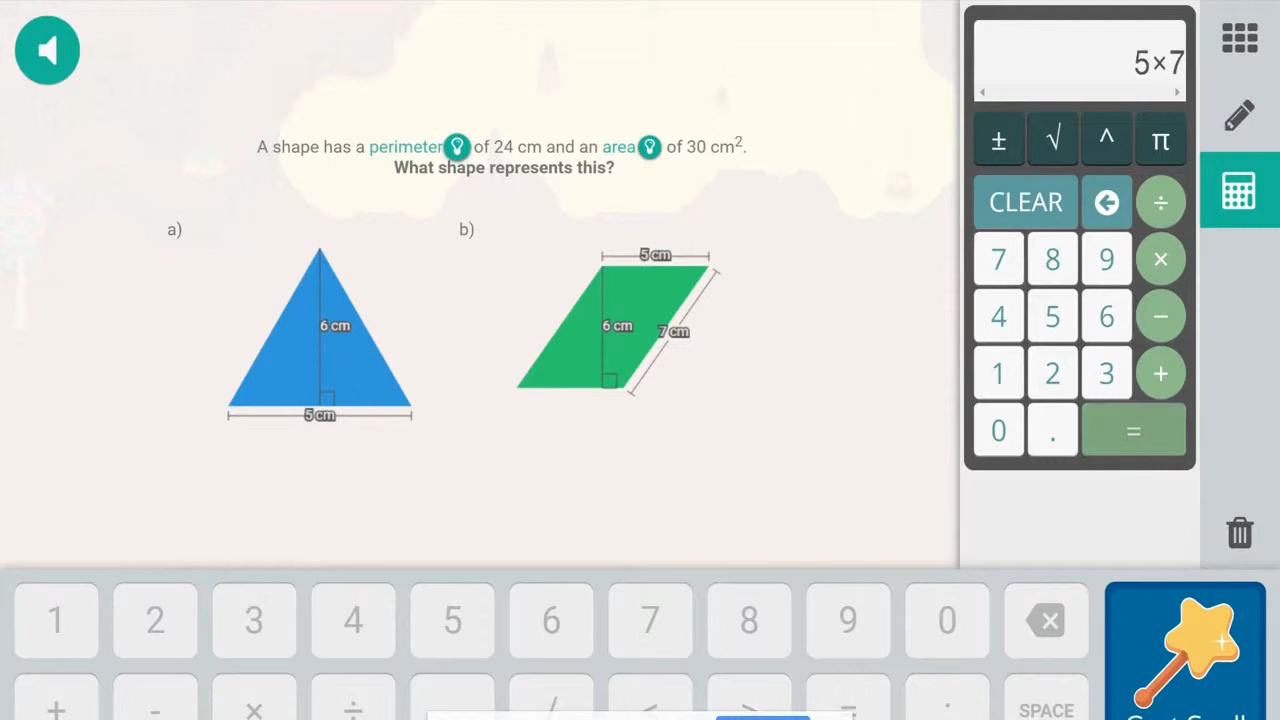 A shape has a perimeter of 24 cm and an area of 30 cm².
What shape represents this?
a)
b)
6 cm
5 cm
5 cm
6 cm
7 cm
5×7
± √ ^ π
CLEAR ÷
7 8 9 ×
4 5 6 −
1 2 3 +
0 . =
1 2 3 4 5 6 7 8 9 0
+ - × ÷ / < > = . SPACE